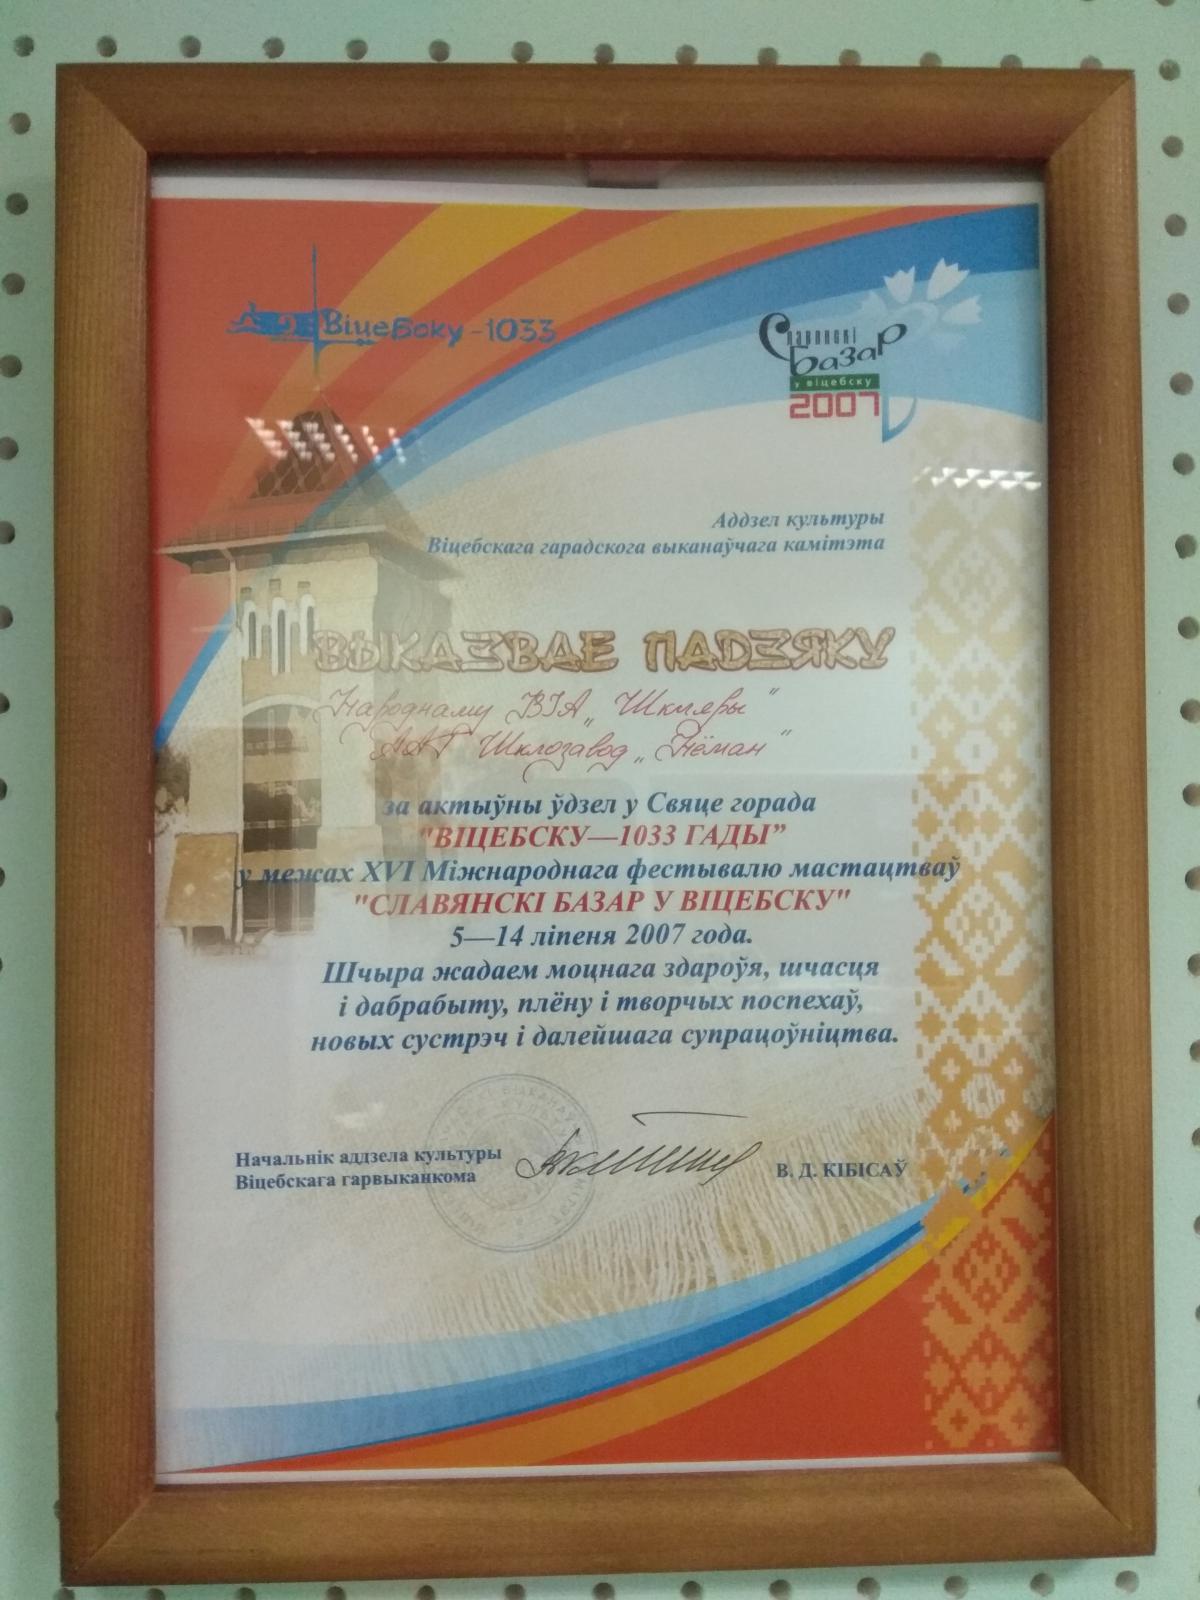 Віцебску - 1033
Славянскі
базар
у віцебску
2007
Аддзел культуры
Віцебскага гарадскога выканаўчага камітэта
ВЫКАЗВАЕ ПАДЗЯКУ
Народнаму ВІА „Шкляры"
ААТ Шклозавод „Нёман"
за актыўны ўдзел у Свяце горада
"ВІЦЕБСКУ—1033 ГАДЫ”
у межах XVI Міжнароднага фестывалю мастацтваў
"СЛАВЯНСКІ БАЗАР У ВІЦЕБСКУ"
5—14 ліпеня 2007 года.
Шчыра жадаем моцнага здароўя, шчасця
і дабрабыту, плёну і творчых поспехаў,
новых сустрэч і далейшага супрацоўніцтва.
Начальнік аддзела культуры
Віцебскага гарвыканкома
В. Д. КІБІСАЎ